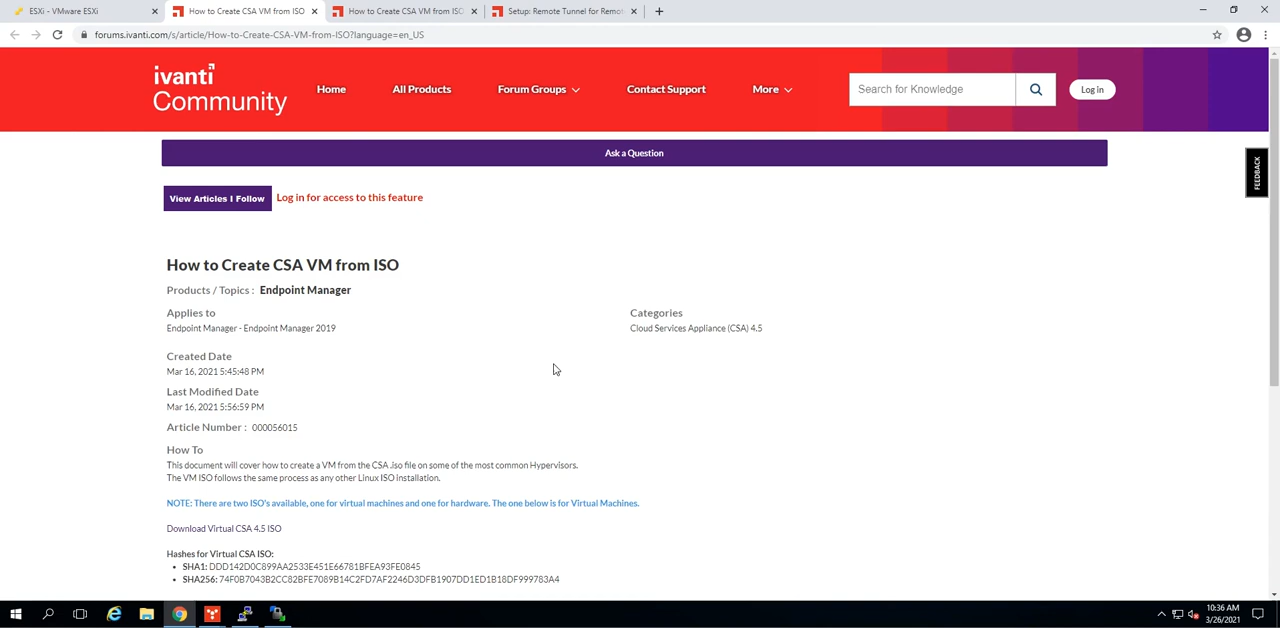 ESXi - VMware ESXi
How to Create CSA VM from ISO
How to Create CSA VM from ISO
Setup: Remote Tunnel for Remot
forums.ivanti.com/s/article/How-to-Create-CSA-VM-from-ISO?language=en_US
ivanti
Community
Home
All Products
Forum Groups
Contact Support
More
Search for Knowledge
Log in
Ask a Question
FEEDBACK
View Articles I Follow
Log in for access to this feature
How to Create CSA VM from ISO
Products / Topics : Endpoint Manager
Applies to
Endpoint Manager - Endpoint Manager 2019
Categories
Cloud Services Appliance (CSA) 4.5
Created Date
Mar 16, 2021 5:45:48 PM
Last Modified Date
Mar 16, 2021 5:56:59 PM
Article Number : 000056015
How To
This document will cover how to create a VM from the CSA .iso file on some of the most common Hypervisors.
The VM ISO follows the same process as any other Linux ISO installation.
NOTE: There are two ISO's available, one for virtual machines and one for hardware. The one below is for Virtual Machines.
Download Virtual CSA 4.5 ISO
Hashes for Virtual CSA ISO:
• SHA1: DDD142D0C899AA2533E451E66781BFEA93FE0845
• SHA256: 74F0B7043B2CC82BFE7089B14C2FD7AF2246D3DFB1907DD1ED1B18DF999783A4
10:36 AM
3/26/2021